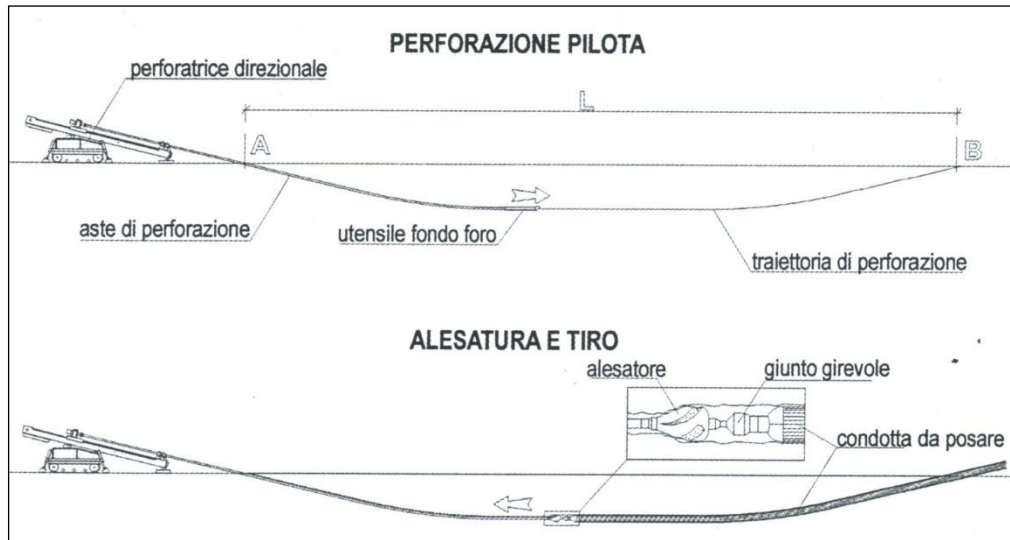 PERFORAZIONE PILOTA
perforatrice direzionale
L
A
B
aste di perforazione
utensile fondo foro
traiettoria di perforazione
ALESATURA E TIRO
alesatore
giunto girevole
condotta da posare